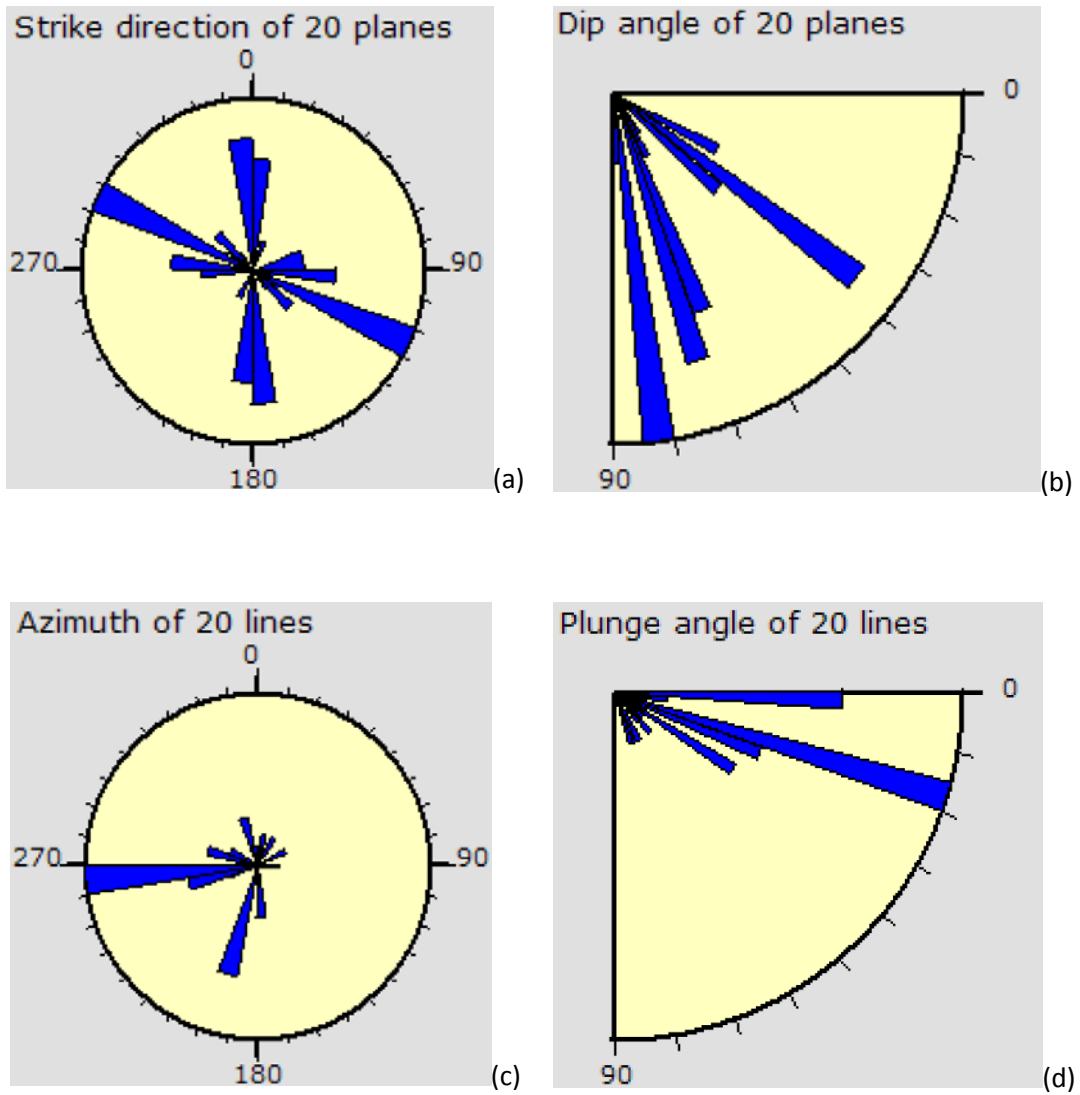 Strike direction of 20 planes
0
270
90
180
(a)
Dip angle of 20 planes
0
90
(b)
Azimuth of 20 lines
0
270
90
180
(c)
Plunge angle of 20 lines
0
90
(d)